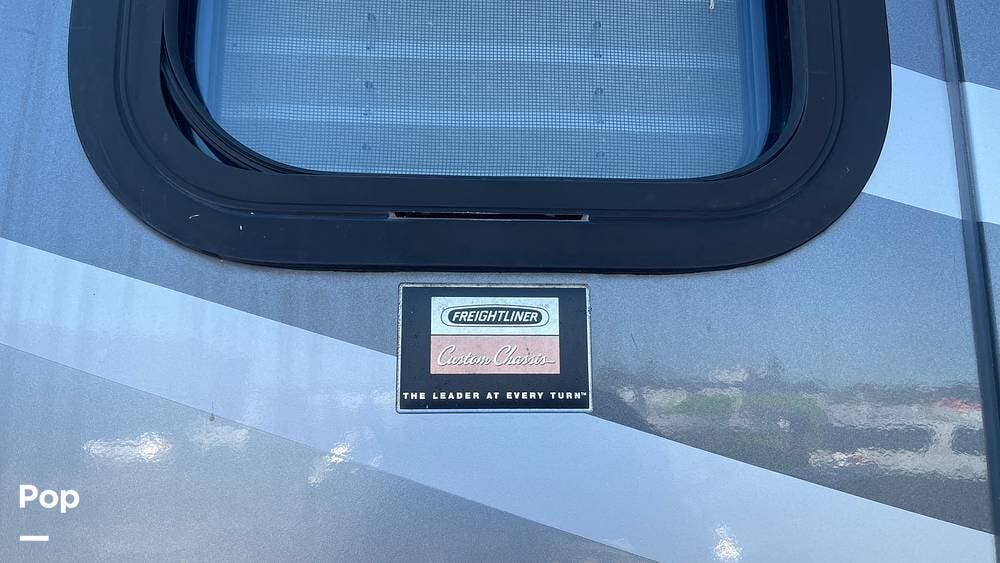 FREIGHTLINER
Custom Chassis
THE LEADER AT EVERY TURN™
Pop